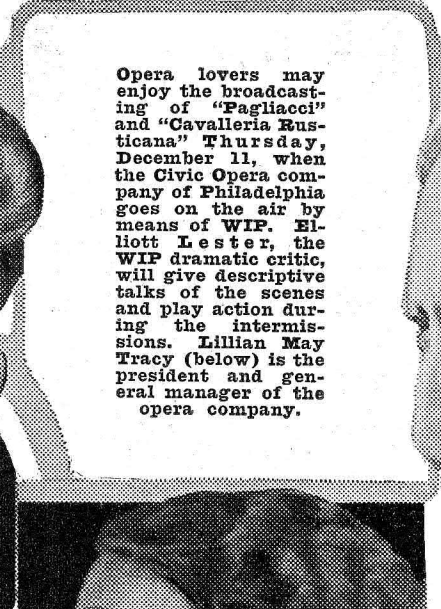 Opera lovers may
enjoy the broadcast-
ing of "Pagliacci"
and "Cavalleria Rus-
ticana" Thursday,
December 11, when
the Civic Opera com-
pany of Philadelphia
goes on the air by
means of WIP. El-
liott Lester, the
WIP dramatic critic,
will give descriptive
talks of the scenes
and play action dur-
ing the intermis-
sions. Lillian May
Tracy (below) is the
president and gen-
eral manager of the
opera company.